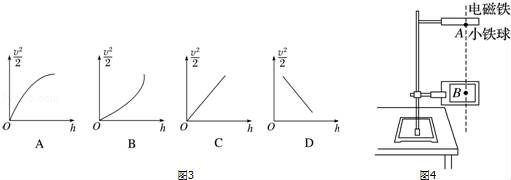 v²/2 v²/2 v²/2 v²/2
O h O h O h O h
A B C D
图3
电磁铁
A 小铁球
B
图4